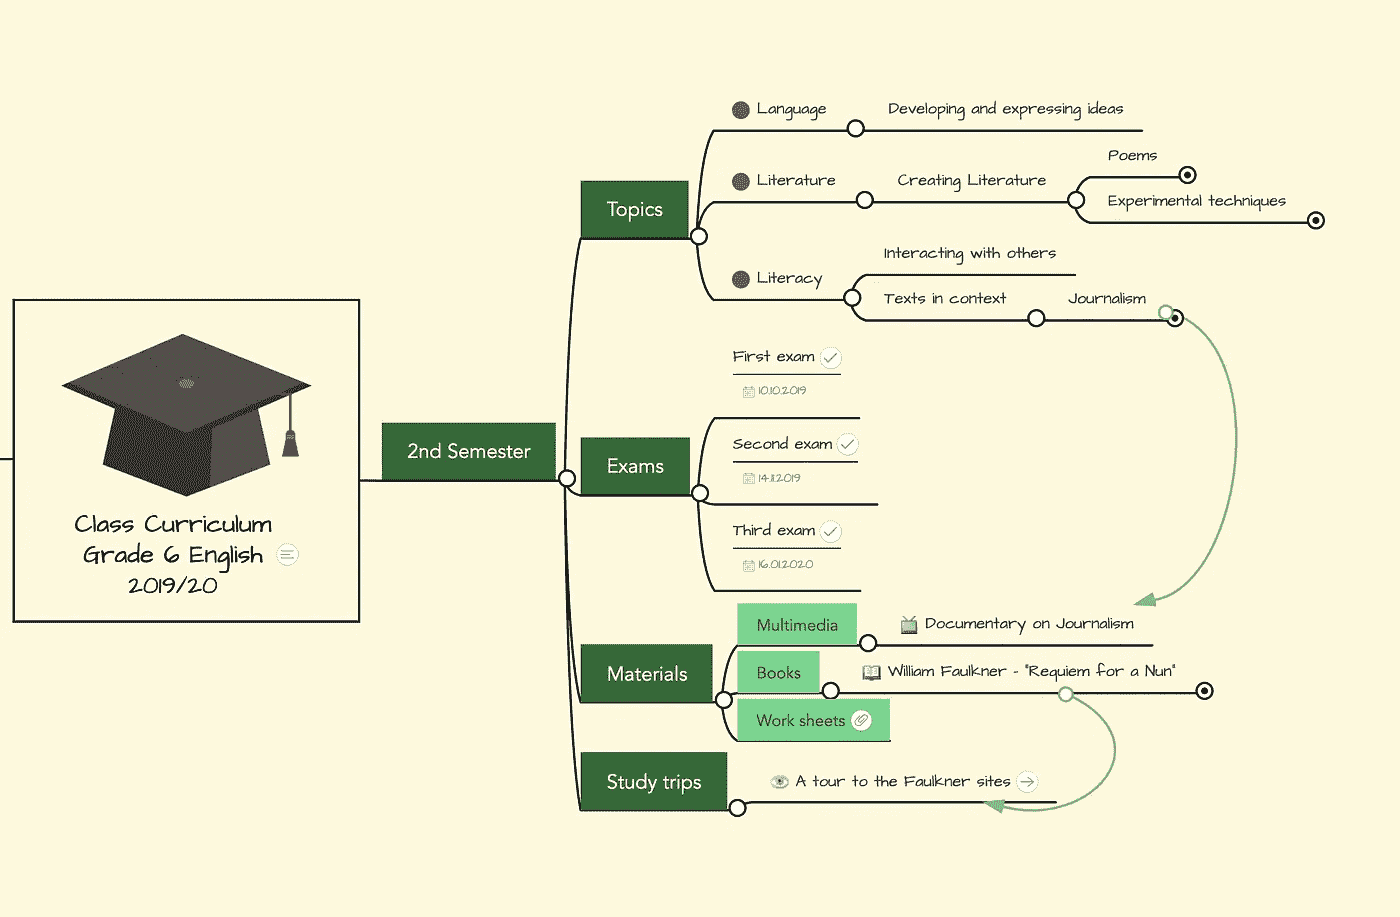 Class Curriculum
Grade 6 English
2019/20
2nd Semester
Topics
Language
Developing and expressing ideas
Literature
Creating Literature
Poems
Experimental techniques
Literacy
Interacting with others
Texts in context
Journalism
Exams
First exam
10.10.2019
Second exam
14.11.2019
Third exam
16.01.2020
Materials
Multimedia
Documentary on Journalism
Books
William Faulkner - "Requiem for a Nun"
Work sheets
Study trips
A tour to the Faulkner sites